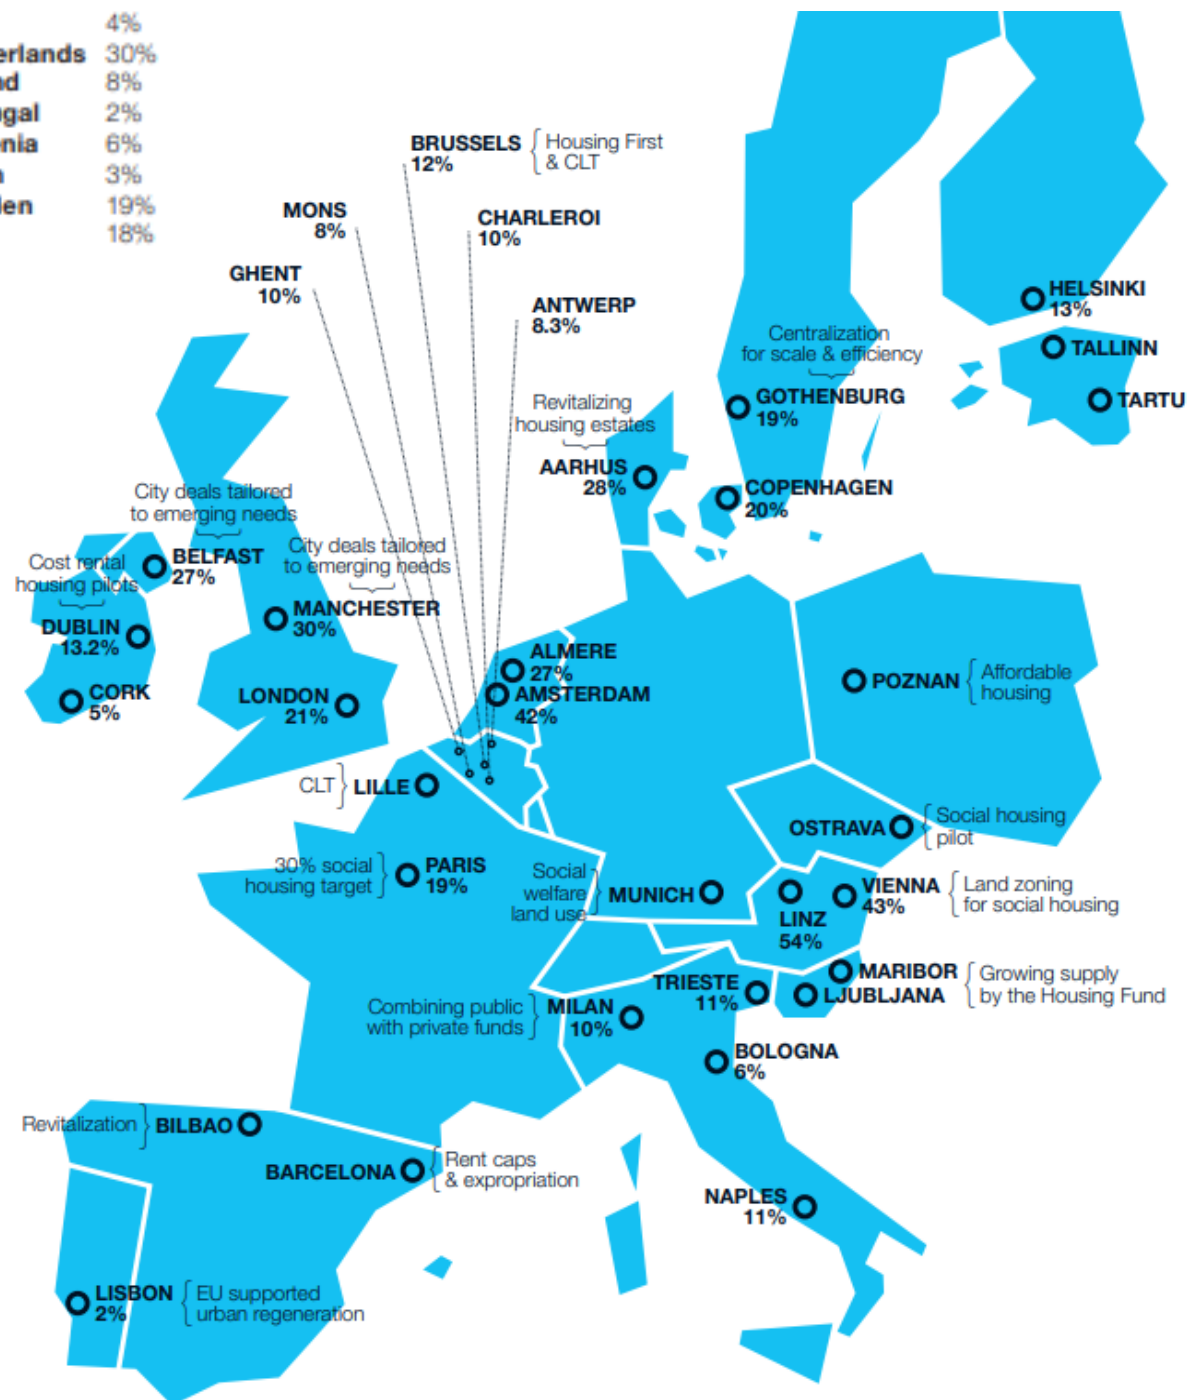 4%
erlands 30%
nd 8%
gal 2%
nia 6%
3%
len 19%
18%
BRUSSELS
12%
Housing First
& CLT
MONS
8%
CHARLEROI
10%
GHENT
10%
ANTWERP
8.3%
HELSINKI
13%
Centralization
for scale & efficiency
TALLINN
GOTHENBURG
19%
TARTU
Revitalizing
housing estates
AARHUS
28%
COPENHAGEN
20%
City deals tailored
to emerging needs
BELFAST
27%
City deals tailored
to emerging needs
MANCHESTER
30%
Cost rental
housing pilots
DUBLIN
13.2%
CORK
5%
LONDON
21%
ALMERE
27%
AMSTERDAM
42%
POZNAN
Affordable
housing
CLT
LILLE
OSTRAVA
Social housing
pilot
30% social
housing target
PARIS
19%
Social
welfare
land use
MUNICH
LINZ
54%
VIENNA
43%
Land zoning
for social housing
MARIBOR
LJUBLJANA
Growing supply
by the Housing Fund
TRIESTE
11%
Combining public
with private funds
MILAN
10%
BOLOGNA
6%
Revitalization
BILBAO
BARCELONA
Rent caps
& expropriation
NAPLES
11%
LISBON
2%
EU supported
urban regeneration